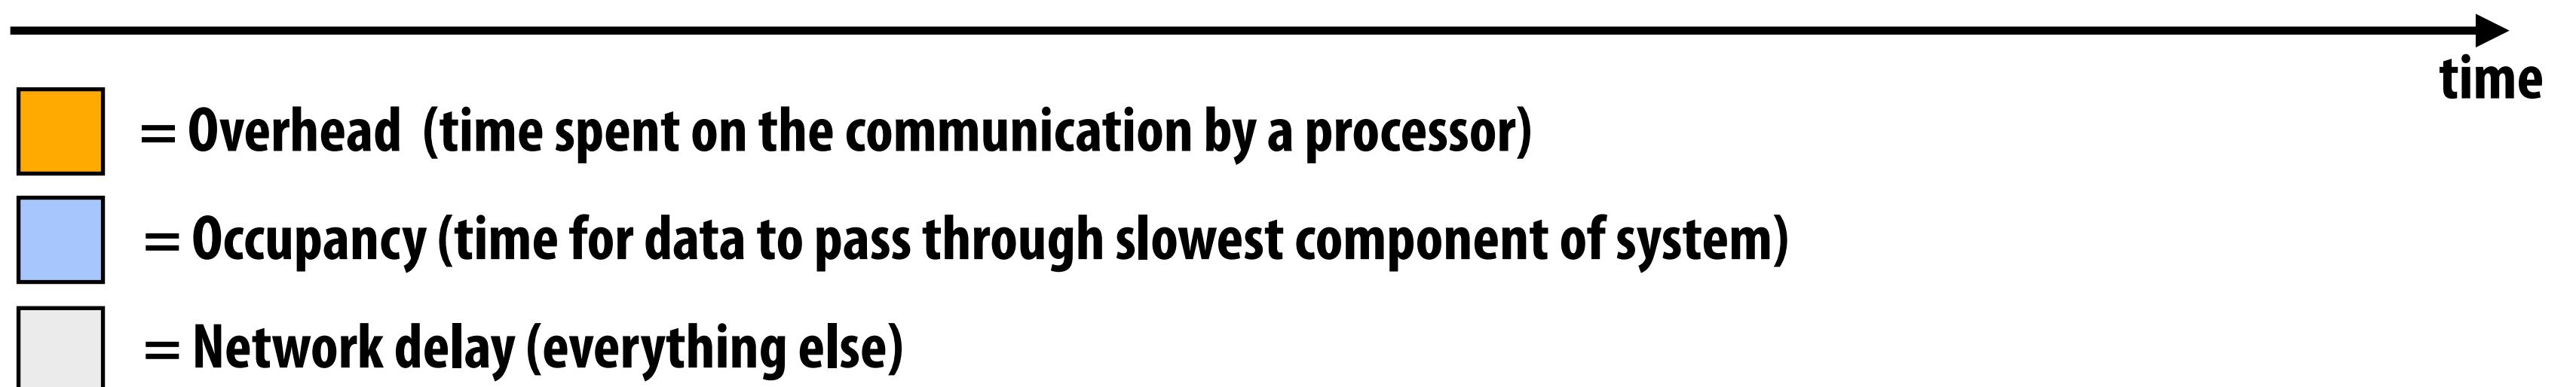 time
= Overhead (time spent on the communication by a processor)
= Occupancy (time for data to pass through slowest component of system)
= Network delay (everything else)